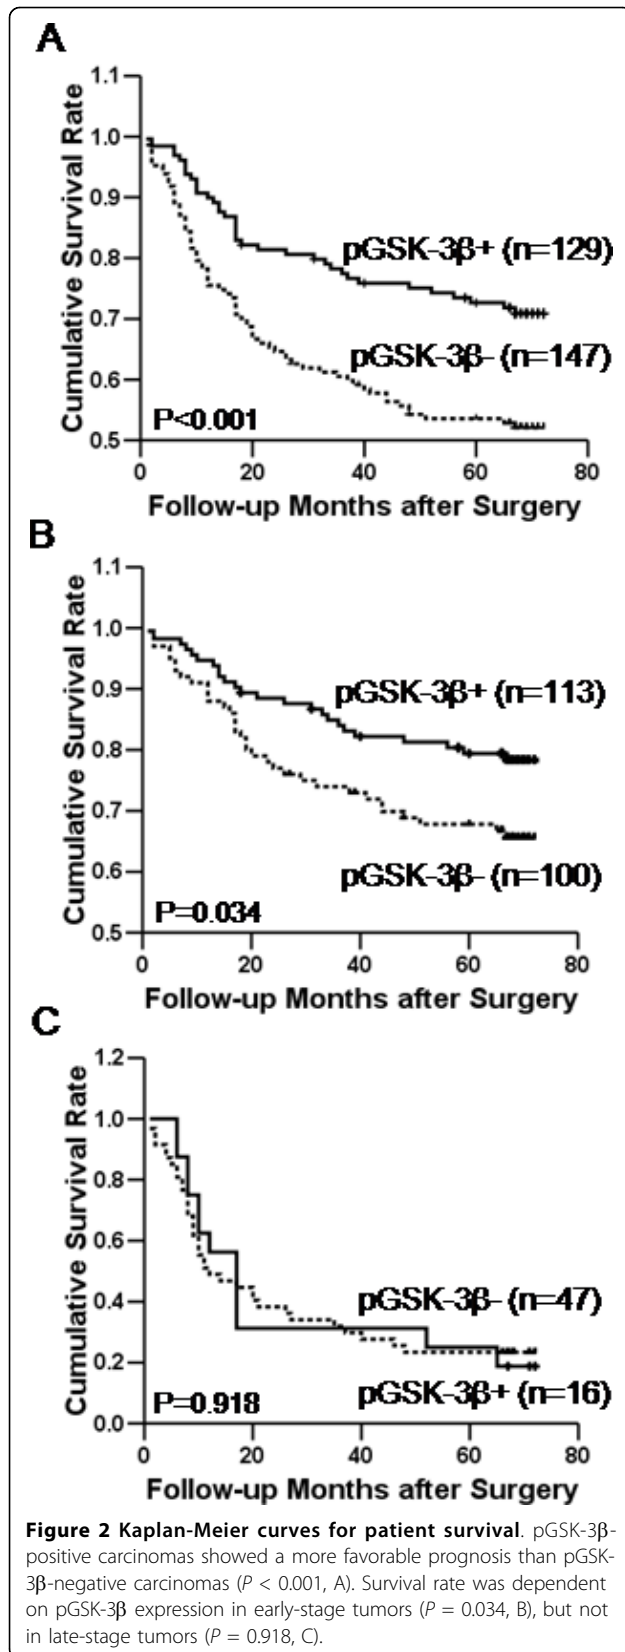 A
Cumulative Survival Rate
1.1
1.0
0.9
0.8
0.7
0.6
0.5
pGSK-3β+ (n=129)
pGSK-3β- (n=147)
P<0.001
0 20 40 60 80
Follow-up Months after Surgery
B
Cumulative Survival Rate
1.1
1.0
0.9
0.8
0.7
0.6
0.5
pGSK-3β+ (n=113)
pGSK-3β- (n=100)
P=0.034
0 20 40 60 80
Follow-up Months after Surgery
C
Cumulative Survival Rate
1.2
1.0
0.8
0.6
0.4
0.2
0.0
pGSK-3β- (n=47)
pGSK-3β+ (n=16)
P=0.918
0 20 40 60 80
Follow-up Months after Surgery
Figure 2 Kaplan-Meier curves for patient survival. pGSK-3β-
positive carcinomas showed a more favorable prognosis than pGSK-
3β-negative carcinomas (P < 0.001, A). Survival rate was dependent
on pGSK-3β expression in early-stage tumors (P = 0.034, B), but not
in late-stage tumors (P = 0.918, C).